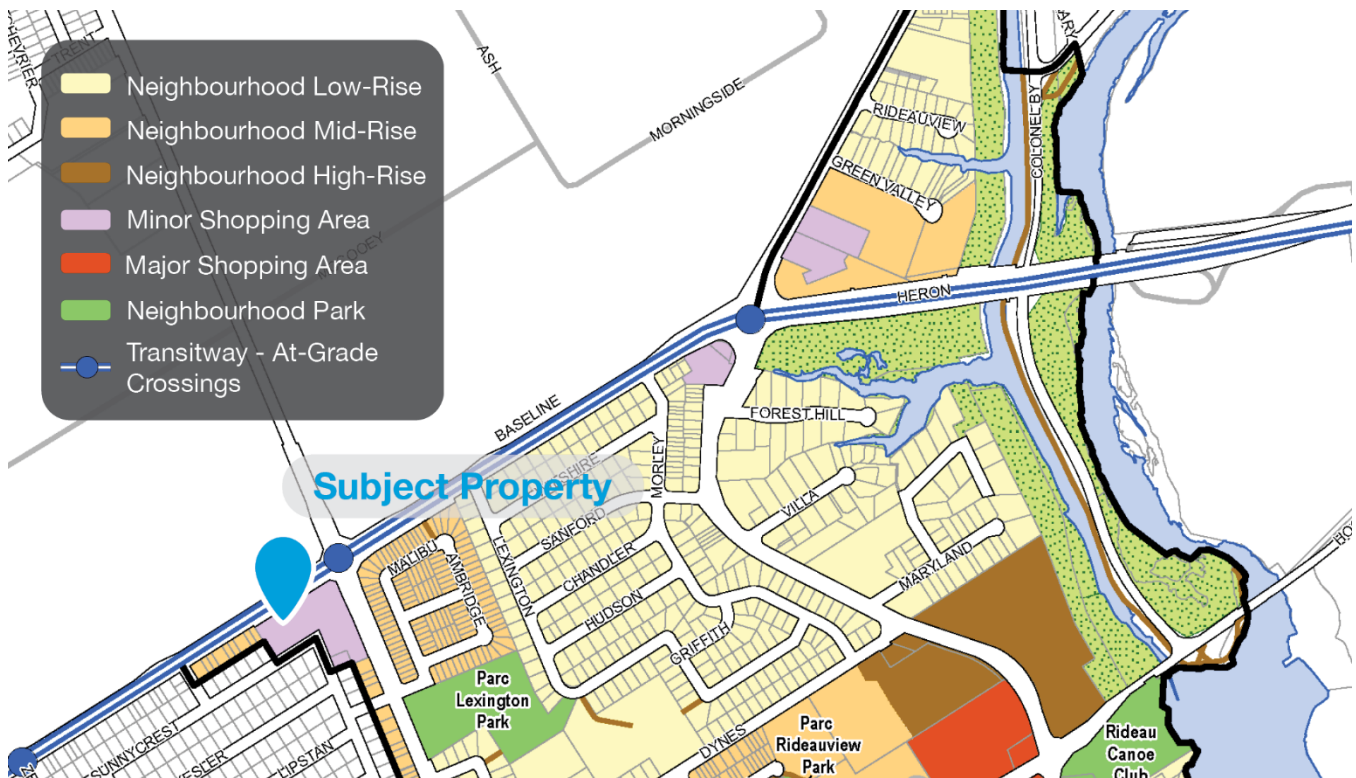 CHEVRIER
TRENT
ASH
MORNINGSIDE
Neighbourhood Low-Rise
Neighbourhood Mid-Rise
Neighbourhood High-Rise
Minor Shopping Area
Major Shopping Area
Neighbourhood Park
Transitway - At-Grade
Crossings
RIDEAUVIEW
GREEN VALLEY
COLONEL BY
HERON
BASELINE
FOREST HILL
MORLEY
Subject Property
VILLA
SANFORD
LEXINGTON
CHANDLER
MALIBU
AMBRIDGE
HUDSON
MARYLAND
GRIFFITH
Parc
Lexington
Park
DYNES
Parc
Rideauview
Park
Rideau
Canoe
Club
SUNNYCREST